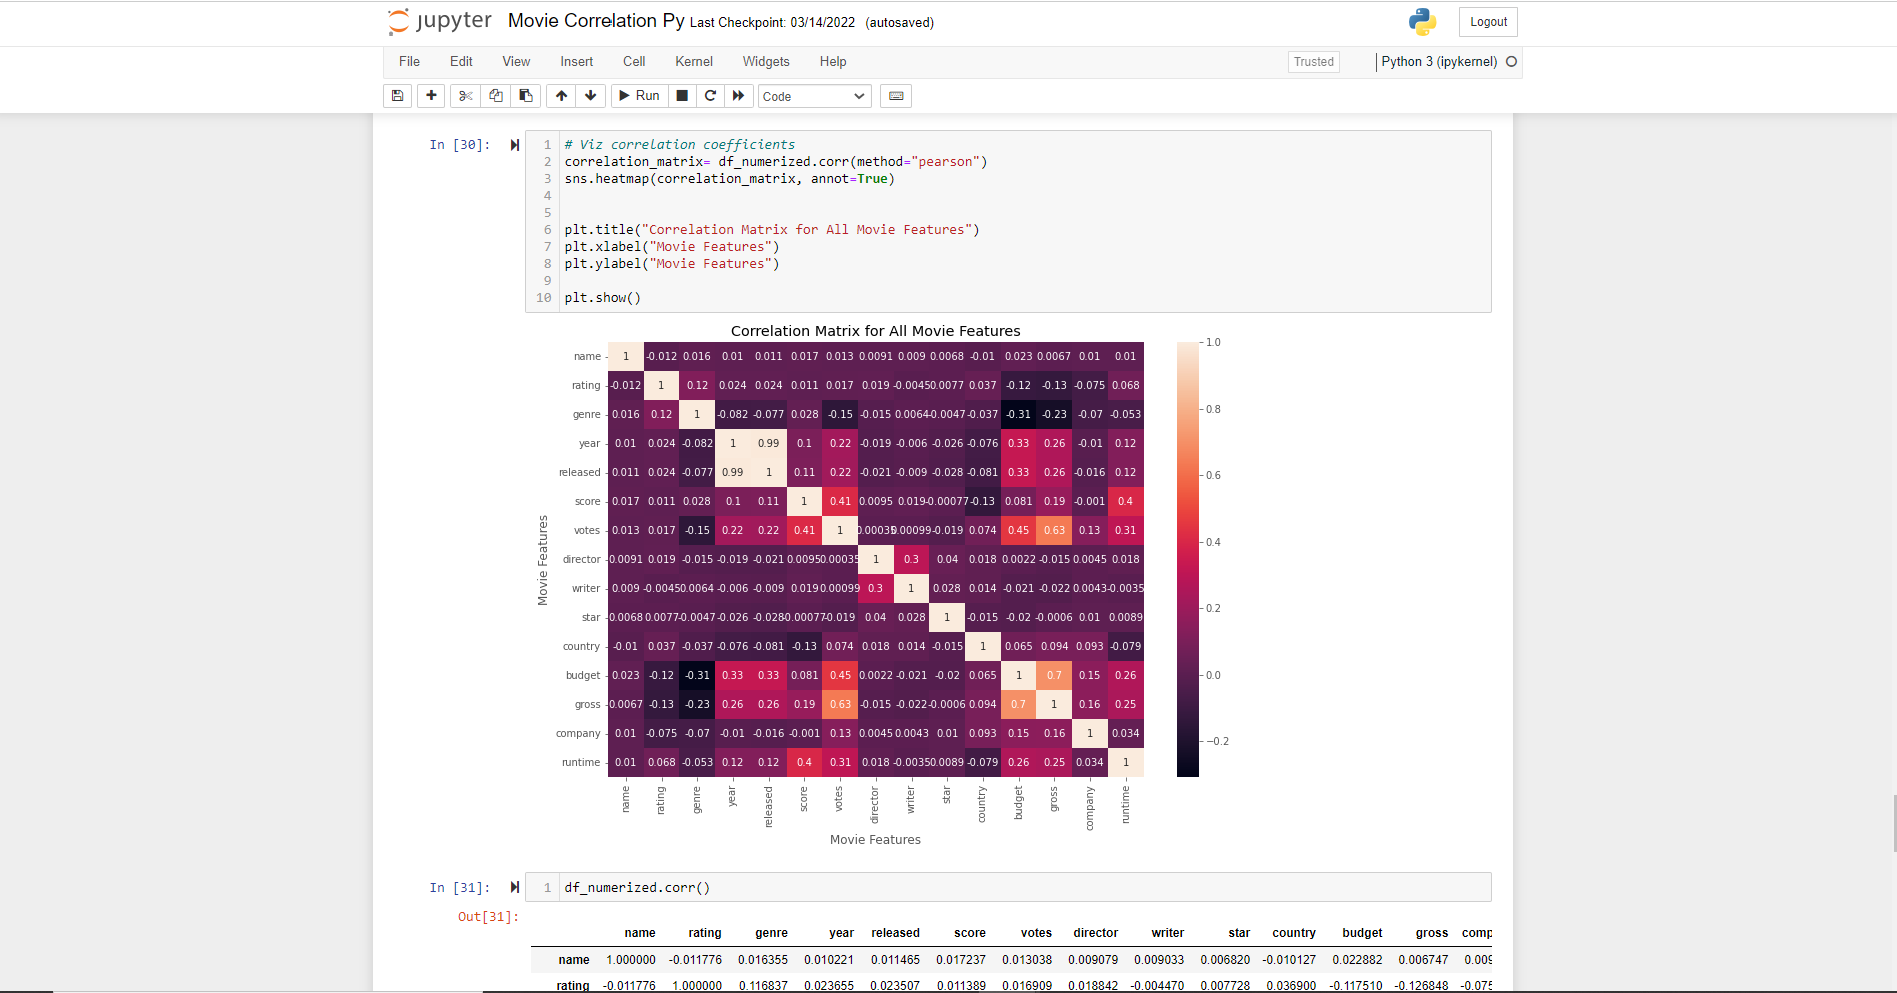 jupyter Movie Correlation Py Last Checkpoint: 03/14/2022 (autosaved) Logout
File Edit View Insert Cell Kernel Widgets Help Trusted Python 3 (ipykernel)
Run Code
In [30]:
1 # Viz correlation coefficients
2 correlation_matrix= df_numerized.corr(method="pearson")
3 sns.heatmap(correlation_matrix, annot=True)
4
5
6 plt.title("Correlation Matrix for All Movie Features")
7 plt.xlabel("Movie Features")
8 plt.ylabel("Movie Features")
9
10 plt.show()
Correlation Matrix for All Movie Features
name 1 -0.012 0.016 0.01 0.011 0.017 0.013 0.0091 0.009 0.0068 -0.01 0.023 0.0067 0.01 0.01
rating -0.012 1 0.12 0.024 0.024 0.011 0.017 0.019 -0.0045 0.0077 0.037 -0.12 -0.13 -0.075 0.068
genre 0.016 0.12 1 -0.082 -0.077 0.028 -0.15 -0.015 0.0064 -0.0047 -0.037 -0.31 -0.23 -0.07 -0.053
year 0.01 0.024 -0.082 1 0.99 0.1 0.22 -0.019 -0.006 -0.026 -0.076 0.33 0.26 -0.01 0.12
released 0.011 0.024 -0.077 0.99 1 0.11 0.22 -0.021 -0.009 -0.028 -0.081 0.33 0.26 -0.016 0.12
score 0.017 0.011 0.028 0.1 0.11 1 0.41 0.0095 0.019 -0.00077 -0.13 0.081 0.19 -0.001 0.4
votes 0.013 0.017 -0.15 0.22 0.22 0.41 1 0.00035 0.00099 -0.019 0.074 0.45 0.63 0.13 0.31
director 0.0091 0.019 -0.015 -0.019 -0.021 0.0095 0.00035 1 0.3 0.04 0.018 0.0022 -0.015 0.0045 0.018
writer 0.009 -0.0045 0.0064 -0.006 -0.009 0.019 0.00099 0.3 1 0.028 0.014 -0.021 -0.022 0.0043 -0.0035
star 0.0068 0.0077 -0.0047 -0.026 -0.028 -0.00077 -0.019 0.04 0.028 1 -0.015 -0.02 -0.0006 0.01 0.0089
country -0.01 0.037 -0.037 -0.076 -0.081 -0.13 0.074 0.018 0.014 -0.015 1 0.065 0.094 0.093 -0.079
budget 0.023 -0.12 -0.31 0.33 0.33 0.081 0.45 0.0022 -0.021 -0.02 0.065 1 0.7 0.15 0.26
gross 0.0067 -0.13 -0.23 0.26 0.26 0.19 0.63 -0.015 -0.022 -0.0006 0.094 0.7 1 0.16 0.25
company 0.01 -0.075 -0.07 -0.01 -0.016 -0.001 0.13 0.0045 0.0043 0.01 0.093 0.15 0.16 1 0.034
runtime 0.01 0.068 -0.053 0.12 0.12 0.4 0.31 0.018 -0.0035 0.0089 -0.079 0.26 0.25 0.034 1
name rating genre year released score votes director writer star country budget gross company runtime
Movie Features
Movie Features
1.0
0.8
0.6
0.4
0.2
0.0
−0.2
In [31]:
1 df_numerized.corr()
Out[31]:
name rating genre year released score votes director writer star country budget gross comp
name 1.000000 -0.011776 0.016355 0.010221 0.011465 0.017237 0.013038 0.009079 0.009033 0.006820 -0.010127 0.022882 0.006747 0.009
rating -0.011776 1.000000 0.116837 0.023655 0.023507 0.011389 0.016909 0.018842 -0.004470 0.007728 0.036900 -0.117510 -0.126848 -0.075